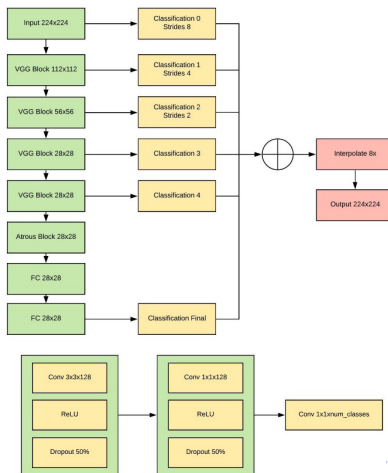 Input 224x224
Classification 0
Strides 8
VGG Block 112x112
Classification 1
Strides 4
VGG Block 56x56
Classification 2
Strides 2
VGG Block 28x28
Classification 3
Interpolate 8x
VGG Block 28x28
Classification 4
Output 224x224
Atrous Block 28x28
FC 28x28
FC 28x28
Classification Final
Conv 3x3x128
Conv 1x1x128
ReLU
ReLU
Conv 1x1xnum_classes
Dropout 50%
Dropout 50%